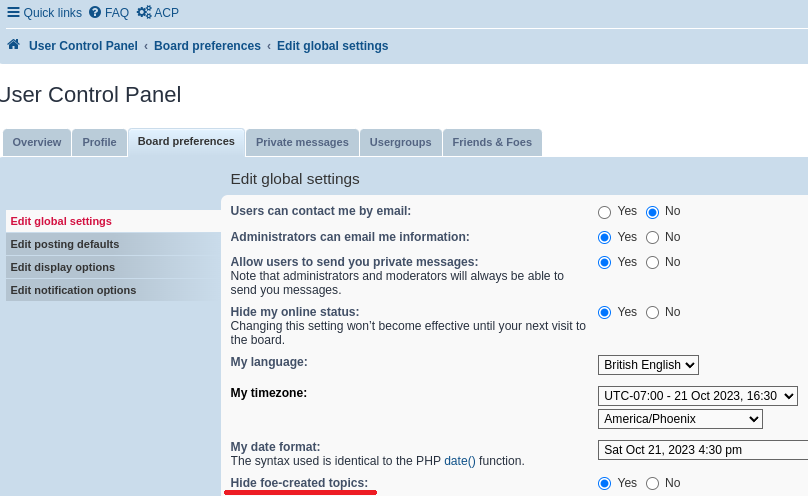 Quick links FAQ ACP
User Control Panel ‹ Board preferences ‹ Edit global settings
User Control Panel
Overview Profile Board preferences Private messages Usergroups Friends & Foes
Edit global settings
Edit global settings
Edit posting defaults
Edit display options
Edit notification options
Users can contact me by email: Yes No
Administrators can email me information: Yes No
Allow users to send you private messages: Yes No
Note that administrators and moderators will always be able to
send you messages.
Hide my online status: Yes No
Changing this setting won’t become effective until your next visit to
the board.
My language: British English
My timezone: UTC-07:00 - 21 Oct 2023, 16:30
America/Phoenix
My date format: Sat Oct 21, 2023 4:30 pm
The syntax used is identical to the PHP date() function.
Hide foe-created topics: Yes No